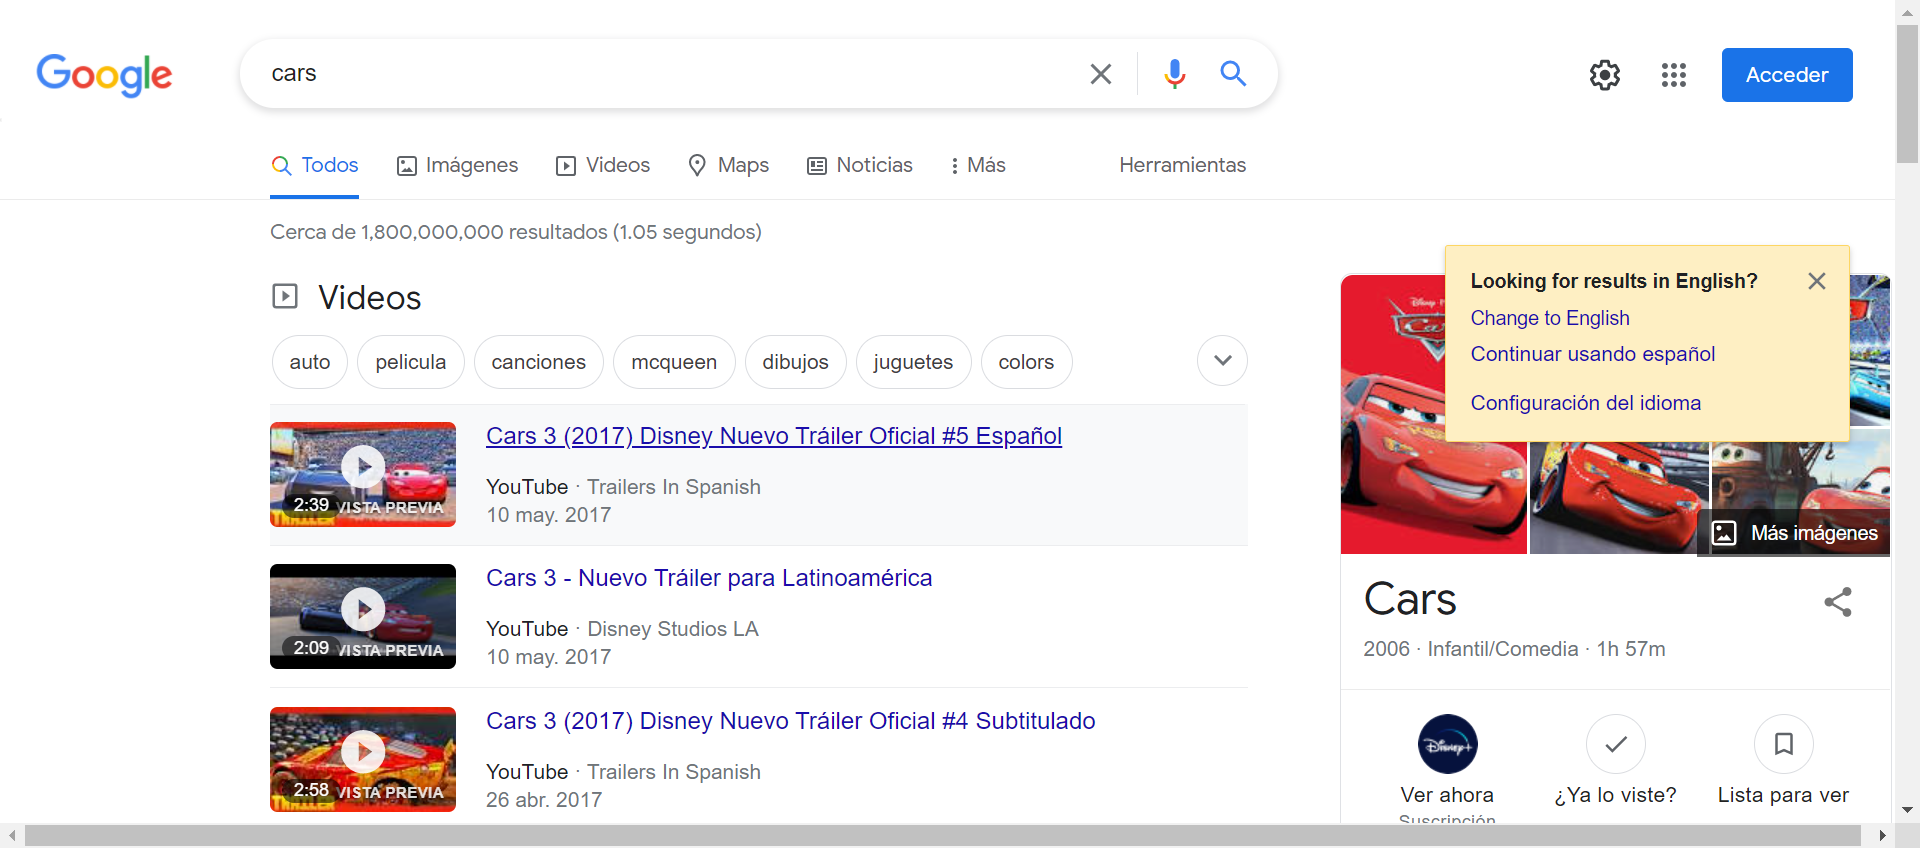 Google
cars
Acceder
Todos
Imágenes
Videos
Maps
Noticias
Más
Herramientas
Cerca de 1,800,000,000 resultados (1.05 segundos)
Videos
auto
pelicula
canciones
mcqueen
dibujos
juguetes
colors
2:39
VISTA PREVIA
Cars 3 (2017) Disney Nuevo Tráiler Oficial #5 Español
YouTube · Trailers In Spanish
10 may. 2017
2:09
VISTA PREVIA
Cars 3 - Nuevo Tráiler para Latinoamérica
YouTube · Disney Studios LA
10 may. 2017
2:58
VISTA PREVIA
Cars 3 (2017) Disney Nuevo Tráiler Oficial #4 Subtitulado
YouTube · Trailers In Spanish
26 abr. 2017
Looking for results in English?
Change to English
Continuar usando español
Configuración del idioma
Más imágenes
Cars
2006 · Infantil/Comedia · 1h 57m
Disney+
Ver ahora
Suscripción
¿Ya lo viste?
Lista para ver